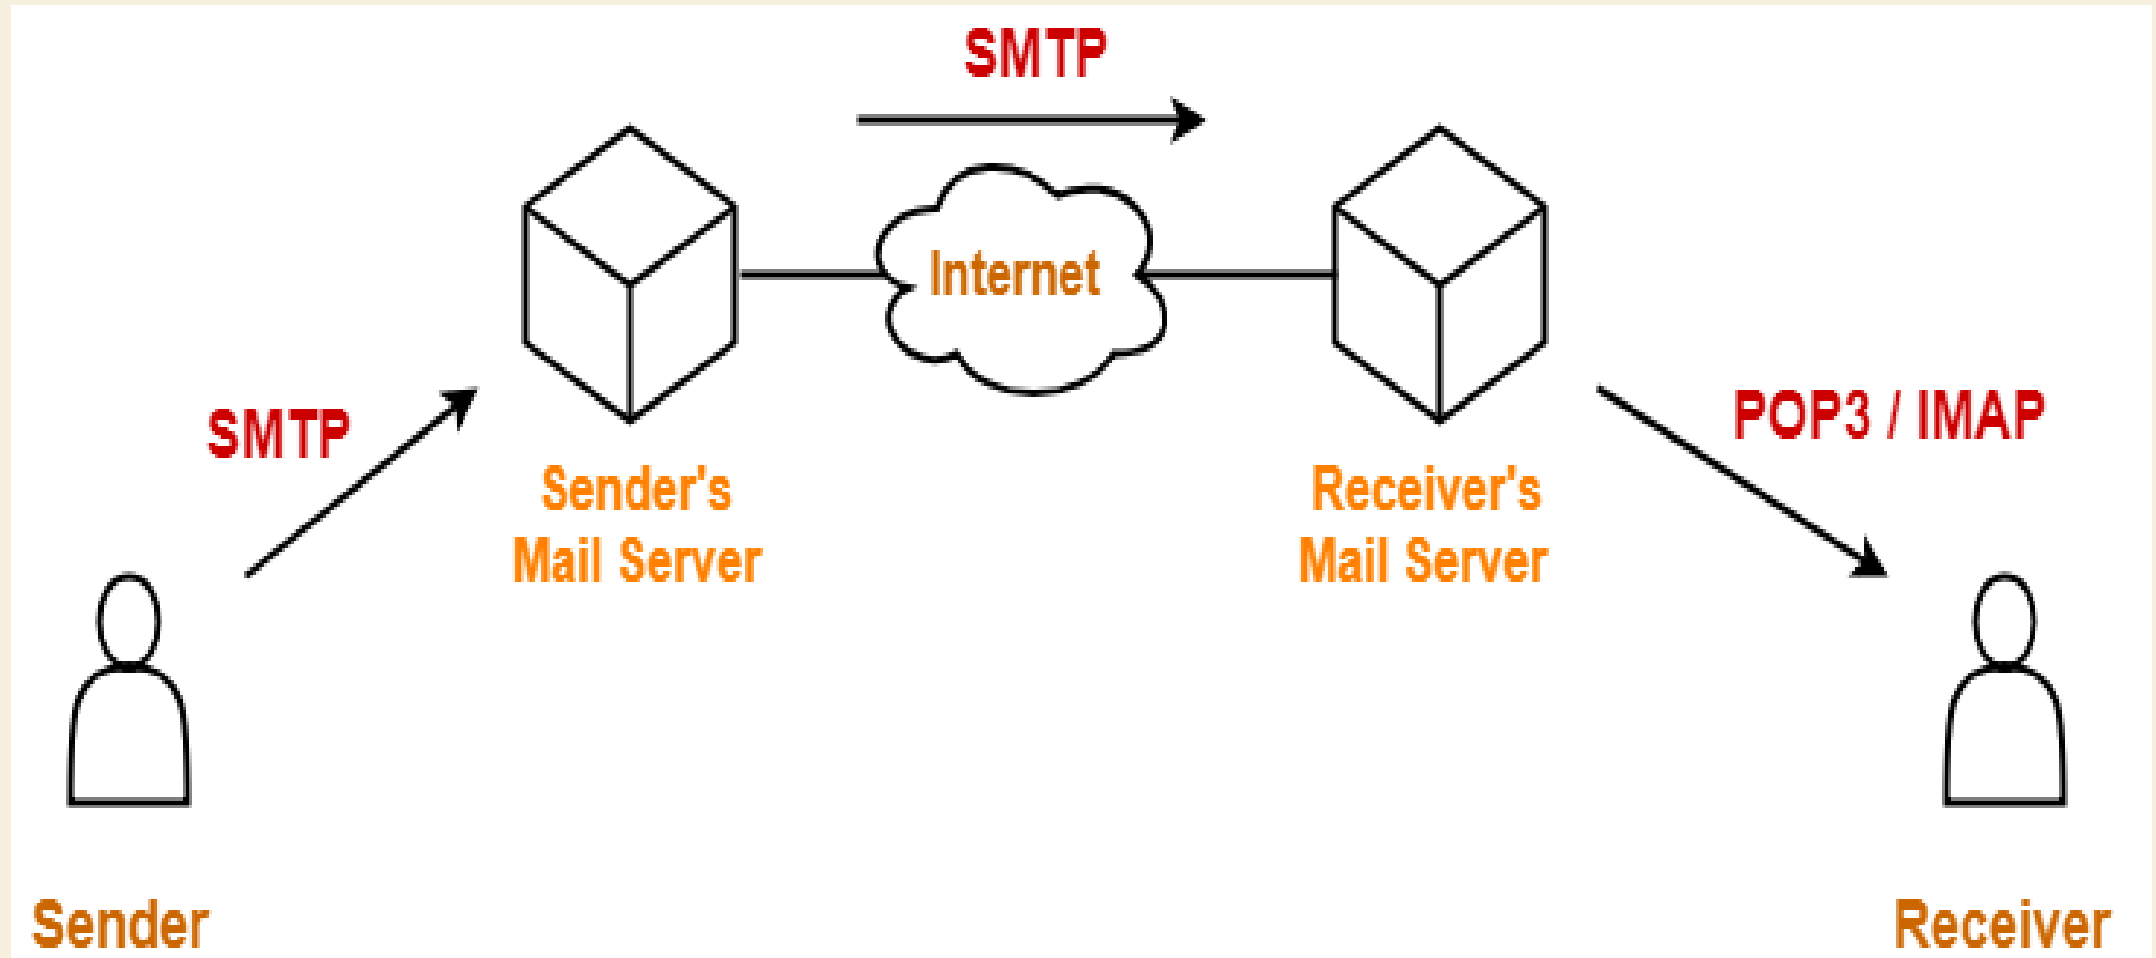 SMTP
Internet
SMTP
POP3 / IMAP
Sender's
Mail Server
Receiver's
Mail Server
Sender
Receiver